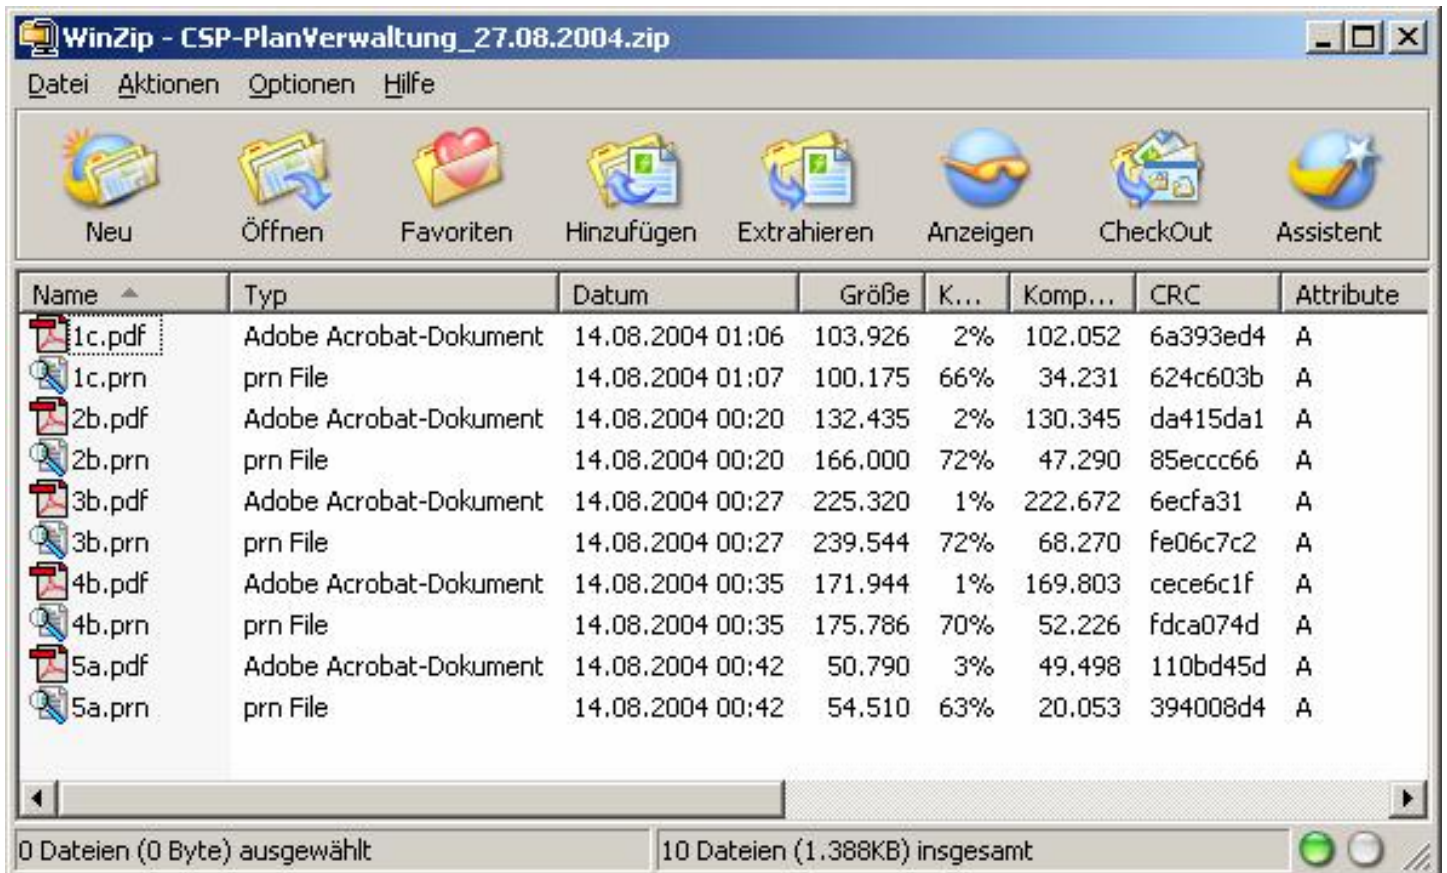 WinZip - CSP-PlanVerwaltung_27.08.2004.zip
Datei Aktionen Optionen Hilfe
Neu Öffnen Favoriten Hinzufügen Extrahieren Anzeigen CheckOut Assistent
Name Typ Datum Größe K... Komp... CRC Attribute
1c.pdf Adobe Acrobat-Dokument 14.08.2004 01:06 103.926 2% 102.052 6a393ed4 A
1c.prn prn File 14.08.2004 01:07 100.175 66% 34.231 624c603b A
2b.pdf Adobe Acrobat-Dokument 14.08.2004 00:20 132.435 2% 130.345 da415da1 A
2b.prn prn File 14.08.2004 00:20 166.000 72% 47.290 85eccc66 A
3b.pdf Adobe Acrobat-Dokument 14.08.2004 00:27 225.320 1% 222.672 6ecfa31 A
3b.prn prn File 14.08.2004 00:27 239.544 72% 68.270 fe06c7c2 A
4b.pdf Adobe Acrobat-Dokument 14.08.2004 00:35 171.944 1% 169.803 cece6c1f A
4b.prn prn File 14.08.2004 00:35 175.786 70% 52.226 fdca074d A
5a.pdf Adobe Acrobat-Dokument 14.08.2004 00:42 50.790 3% 49.498 110bd45d A
5a.prn prn File 14.08.2004 00:42 54.510 63% 20.053 394008d4 A
0 Dateien (0 Byte) ausgewählt 10 Dateien (1.388KB) insgesamt